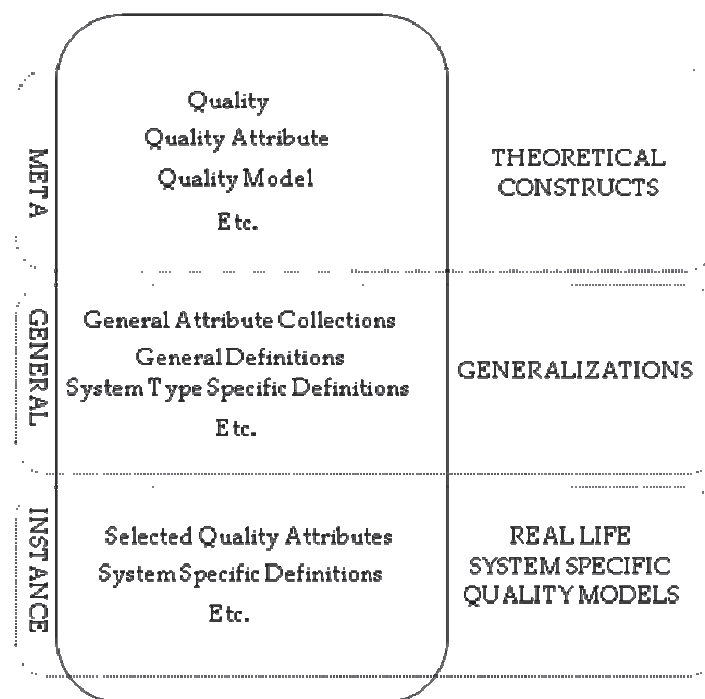 META
Quality
Quality Attribute
Quality Model
Etc.
THEORETICAL
CONSTRUCTS
GENERAL
General Attribute Collections
General Definitions
System Type Specific Definitions
Etc.
GENERALIZATIONS
INSTANCE
Selected Quality Attributes
System Specific Definitions
Etc.
REAL LIFE
SYSTEM SPECIFIC
QUALITY MODELS